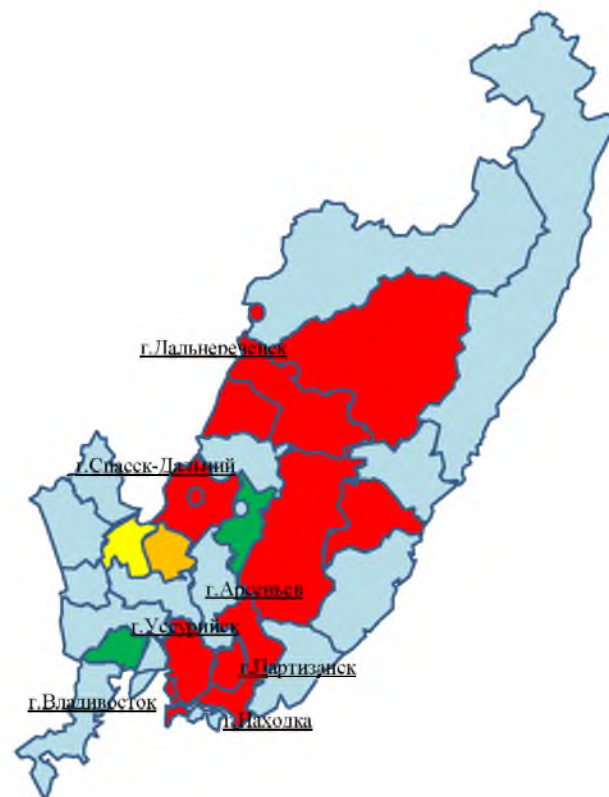 г.Дальнереченск
г.Спасск-Дальний
г.Арсеньев
г.Уссурийск
г.Партизанск
г.Владивосток
г.Находка